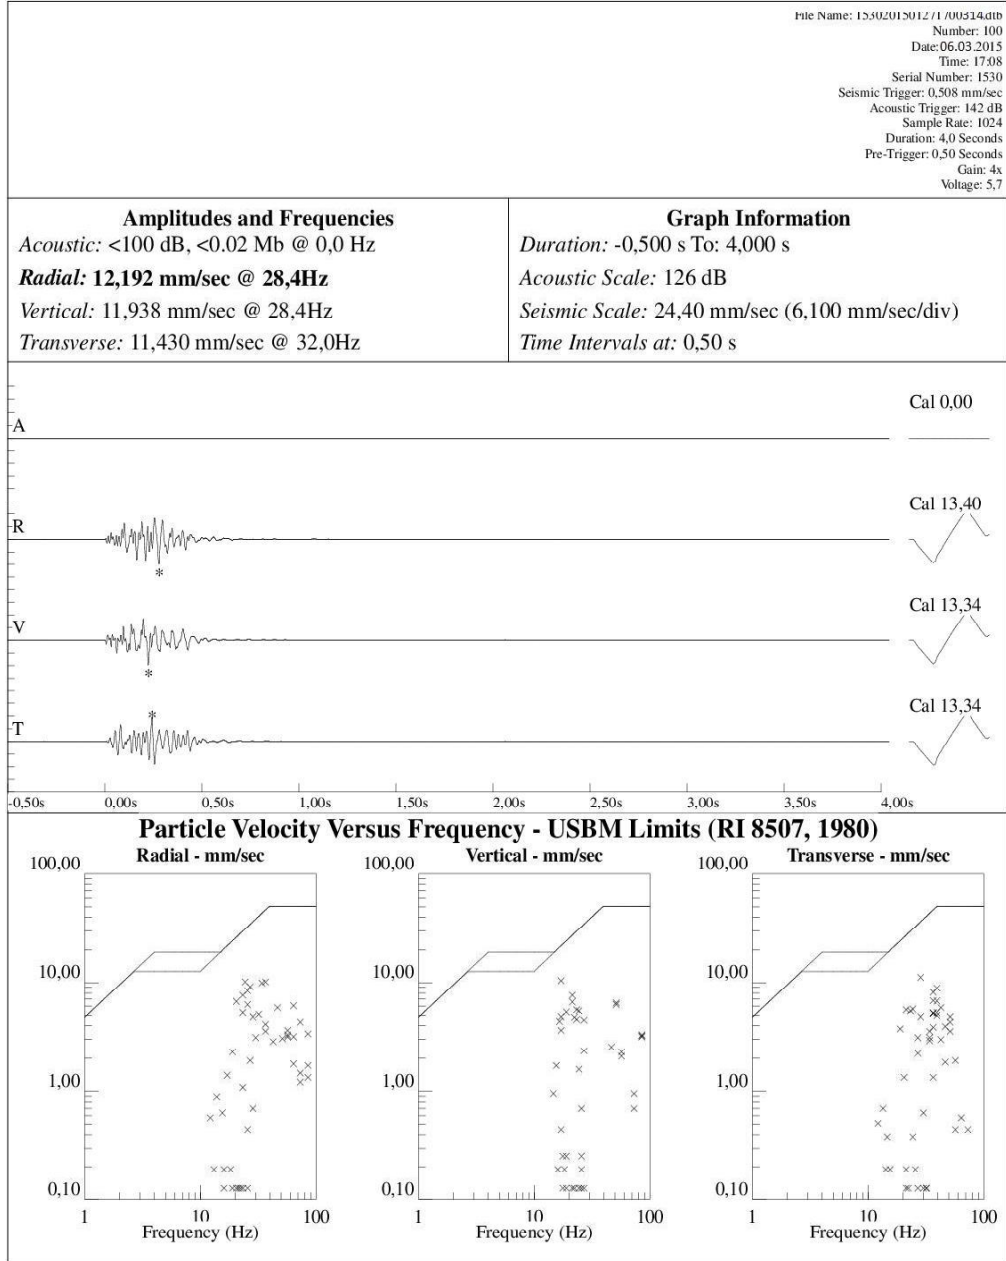 File Name: 1530201501271700314.dtb
Number: 100
Date:06.03.2015
Time: 17:08
Serial Number: 1530
Seismic Trigger: 0,508 mm/sec
Acoustic Trigger: 142 dB
Sample Rate: 1024
Duration: 4,0 Seconds
Pre-Trigger: 0,50 Seconds
Gain: 4x
Voltage: 5,7
Amplitudes and Frequencies
Acoustic: <100 dB, <0.02 Mb @ 0,0 Hz
Radial: 12,192 mm/sec @ 28,4Hz
Vertical: 11,938 mm/sec @ 28,4Hz
Transverse: 11,430 mm/sec @ 32,0Hz
Graph Information
Duration: -0,500 s To: 4,000 s
Acoustic Scale: 126 dB
Seismic Scale: 24,40 mm/sec (6,100 mm/sec/div)
Time Intervals at: 0,50 s
A
Cal 0,00
R
Cal 13,40
*
V
Cal 13,34
*
T
Cal 13,34
*
-0,50s 0,00s 0,50s 1,00s 1,50s 2,00s 2,50s 3,00s 3,50s 4,00s
Particle Velocity Versus Frequency - USBM Limits (RI 8507, 1980)
Radial - mm/sec
100,00
10,00
1,00
0,10
1 10 100
Frequency (Hz)
Vertical - mm/sec
100,00
10,00
1,00
0,10
1 10 100
Frequency (Hz)
Transverse - mm/sec
100,00
10,00
1,00
0,10
1 10 100
Frequency (Hz)